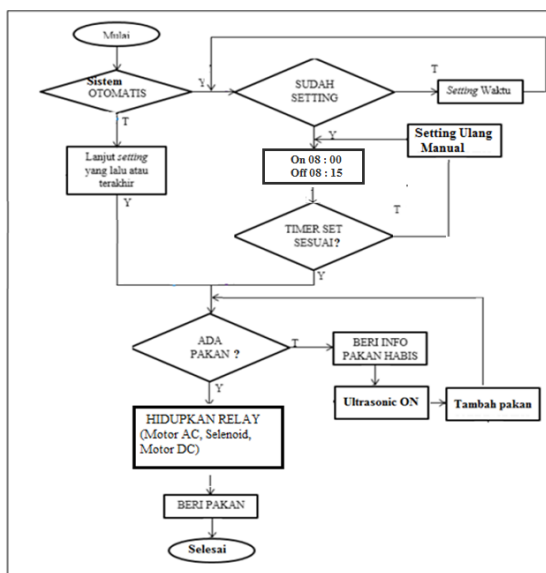 Mulai
Sistem
OTOMATIS
Y
SUDAH
SETTING
T
Setting Waktu
T
Y
Setting Ulang
Manual
Lanjut setting
yang lalu atau
terakhir
On 08 : 00
Off 08 : 15
Y
TIMER SET
SESUAI ?
T
Y
ADA
PAKAN ?
T
BERI INFO
PAKAN HABIS
Y
Ultrasonic ON
Tambah pakan
HIDUPKAN RELAY
(Motor AC, Selenoid,
Motor DC)
BERI PAKAN
Selesai